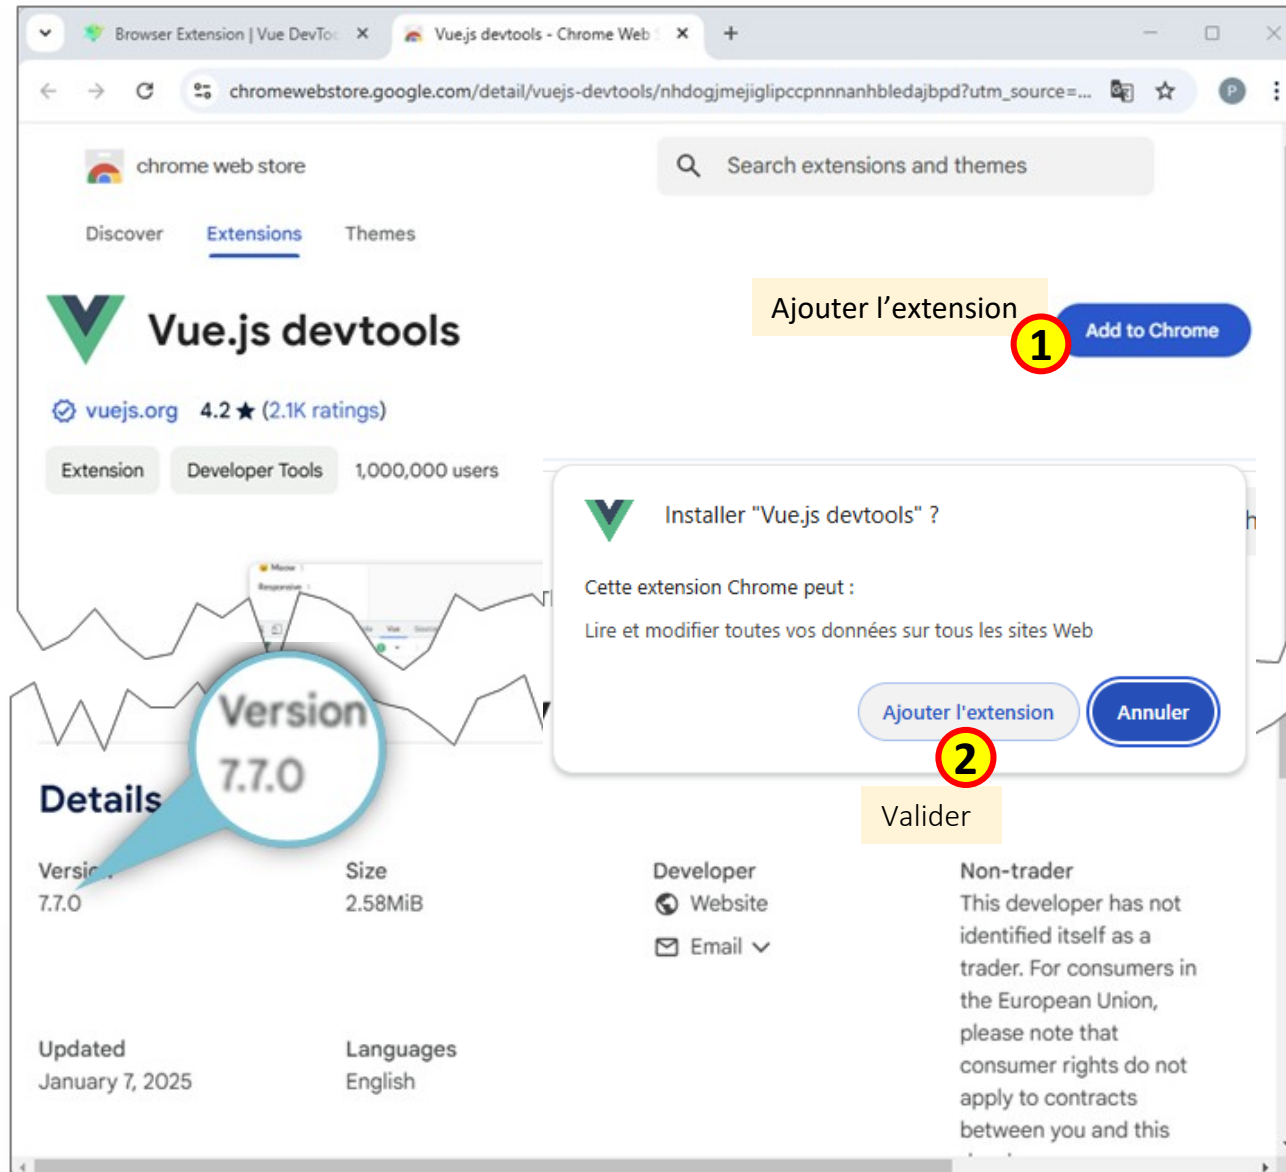 Browser Extension | Vue DevToo
Vue.js devtools - Chrome Web S
chromewebstore.google.com/detail/vuejs-devtools/nhdogjmejiglipccpnnnanhbledajbpd?utm_source=...
P
chrome web store
Search extensions and themes
Discover Extensions Themes
Ajouter l'extension
1
Add to Chrome
Vue.js devtools
vuejs.org 4.2 ★ (2.1K ratings)
Extension Developer Tools 1,000,000 users
Installer "Vue.js devtools" ?
Cette extension Chrome peut :
Lire et modifier toutes vos données sur tous les sites Web
Ajouter l'extension Annuler
2
Valider
Meow
Responsive
Vue
Version
7.7.0
Details
Version
7.7.0
Size
2.58MiB
Developer
Website
Email
Non-trader
This developer has not
identified itself as a
trader. For consumers in
the European Union,
please note that
consumer rights do not
apply to contracts
between you and this
Updated
January 7, 2025
Languages
English